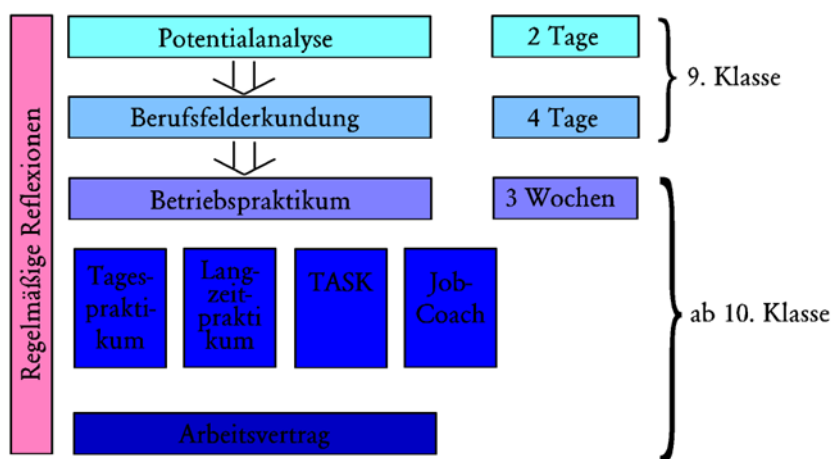 Regelmäßige Reflexionen
Potentialanalyse
2 Tage
9. Klasse
Berufsfelderkundung
4 Tage
Betriebspraktikum
3 Wochen
Tages-
prakti-
kum
Lang-
zeit-
prakti
kum
TASK
Job-
Coach
ab 10. Klasse
Arbeitsvertrag